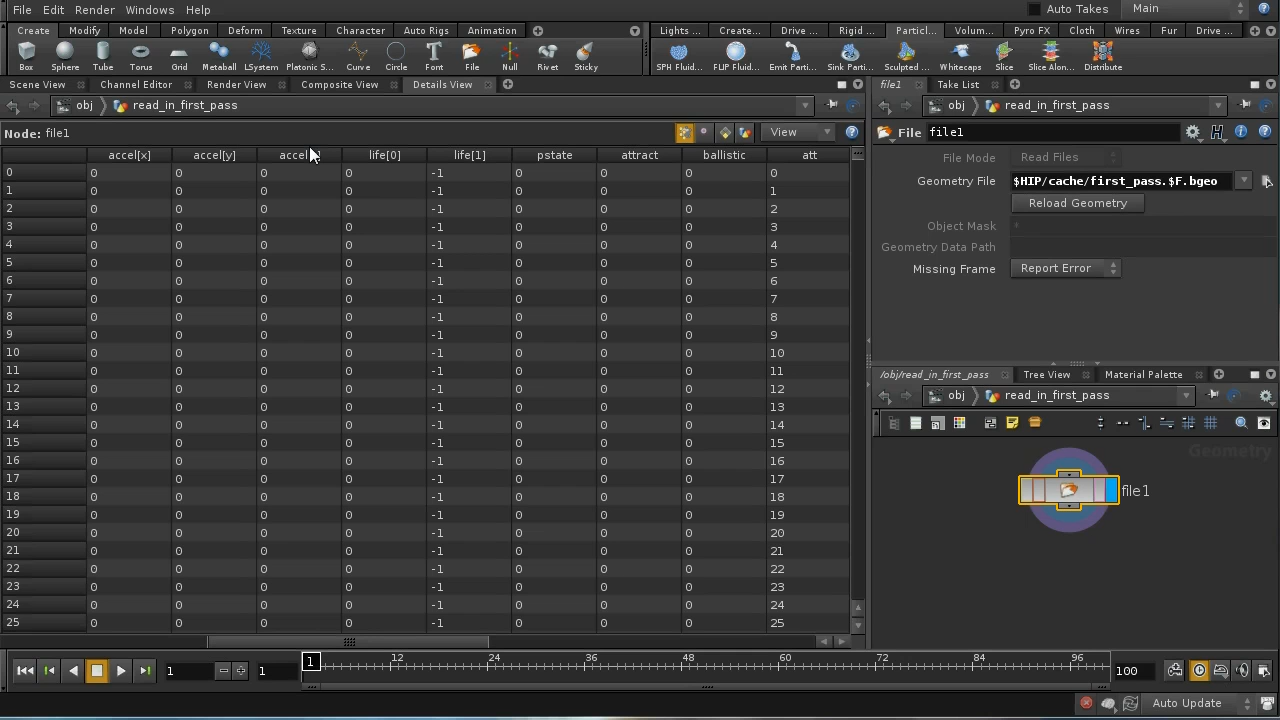 File Edit Render Windows Help Auto Takes Main
Create Modify Model Polygon Deform Texture Character Auto Rigs Animation Lights ... Create... Drive ... Rigid ... Particl... Volum... Pyro FX Cloth Wires Fur Drive ...
Box Sphere Tube Torus Grid Metaball LSystem Platonic S... Curve Circle Font File Null Rivet Sticky SPH Fluid... FLIP Fluid... Emit Parti... Sink Parti... Sculpted ... Whitecaps Slice Slice Alon... Distribute
Scene View Channel Editor Render View Composite View Details View file1 Take List
obj read_in_first_pass obj read_in_first_pass
Node: file1 View File file1
accel[x] accel[y] life[0] life[1] pstate attract ballistic att
0 0 0 0 0 -1 0 0 0 0
1 0 0 0 0 -1 0 0 0 1
2 0 0 0 0 -1 0 0 0 2
3 0 0 0 0 -1 0 0 0 3
4 0 0 0 0 -1 0 0 0 4
5 0 0 0 0 -1 0 0 0 5
6 0 0 0 0 -1 0 0 0 6
7 0 0 0 0 -1 0 0 0 7
8 0 0 0 0 -1 0 0 0 8
9 0 0 0 0 -1 0 0 0 9
10 0 0 0 0 -1 0 0 0 10
11 0 0 0 0 -1 0 0 0 11
12 0 0 0 0 -1 0 0 0 12
13 0 0 0 0 -1 0 0 0 13
14 0 0 0 0 -1 0 0 0 14
15 0 0 0 0 -1 0 0 0 15
16 0 0 0 0 -1 0 0 0 16
17 0 0 0 0 -1 0 0 0 17
18 0 0 0 0 -1 0 0 0 18
19 0 0 0 0 -1 0 0 0 19
20 0 0 0 0 -1 0 0 0 20
21 0 0 0 0 -1 0 0 0 21
22 0 0 0 0 -1 0 0 0 22
23 0 0 0 0 -1 0 0 0 23
24 0 0 0 0 -1 0 0 0 24
25 0 0 0 0 -1 0 0 0 25
File Mode Read Files
Geometry File $HIP/cache/first_pass.$F.bgeo
Reload Geometry
Object Mask *
Geometry Data Path
Missing Frame Report Error
/obj/read_in_first_pass Tree View Material Palette
obj read_in_first_pass
Geometry
file1
1 1 1 12 24 36 48 60 72 84 96 100
Auto Update